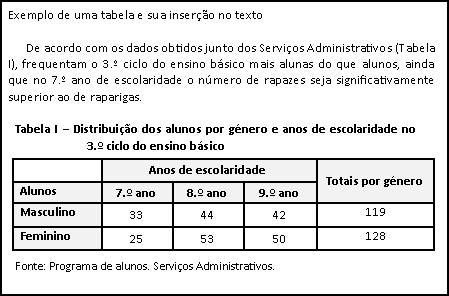 Exemplo de uma tabela e sua inserção no texto
De acordo com os dados obtidos junto dos Serviços Administrativos (Tabela
I), frequentam o 3.º ciclo do ensino básico mais alunas do que alunos, ainda
que no 7.º ano de escolaridade o número de rapazes seja significativamente
superior ao de raparigas.
Tabela I – Distribuição dos alunos por género e anos de escolaridade no
3.º ciclo do ensino básico
Anos de escolaridade
Totais por género
Alunos 7.º ano 8.º ano 9.º ano
Masculino 33 44 42 119
Feminino 25 53 50 128
Fonte: Programa de alunos. Serviços Administrativos.